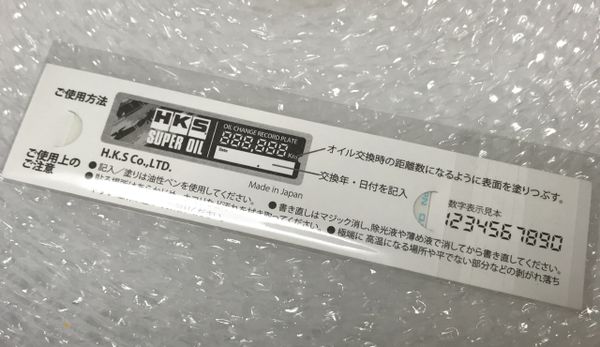 ご使用方法
HKS
SUPER OIL
OIL CHANGE RECORD PLATE
888,888 Km
Date
オイル交換時の距離数になるように表面を塗りつぶす。
交換年・日付を記入
H.K.S Co.,LTD.
Made in Japan
数字表示見本
1234567890
ご使用上の
ご注意
●記入/塗りは油性ペンを使用してください。
●書き直しはマジック消し、除光液や薄め液で消してから書き直してください。
●極端に高温になる場所や平でない部分などの剥がれ落ち